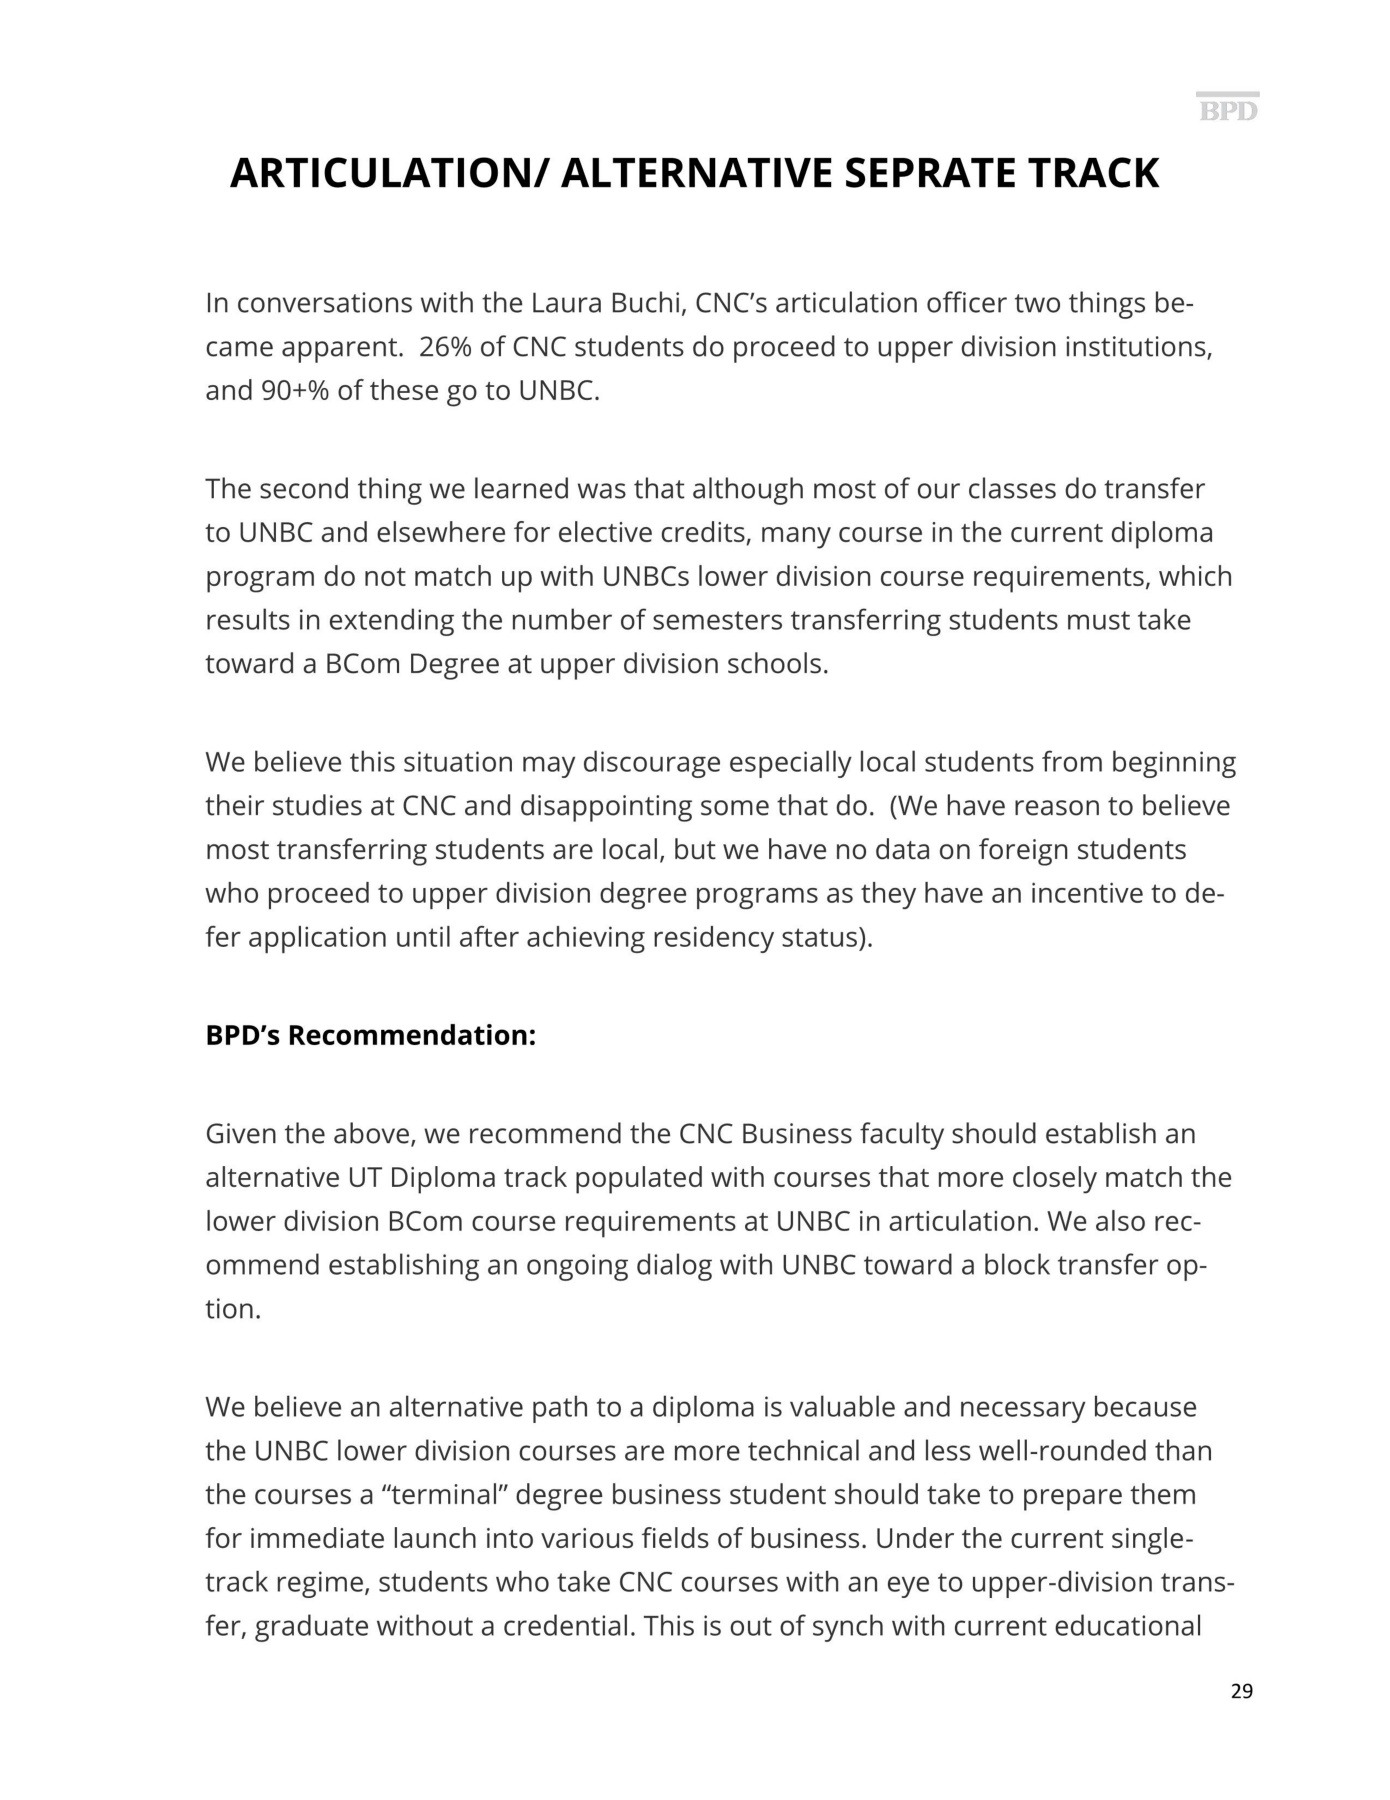 BPD
ARTICULATION/ ALTERNATIVE SEPRATE TRACK
In conversations with the Laura Buchi, CNC’s articulation officer two things be-
came apparent.  26% of CNC students do proceed to upper division institutions,
and 90+% of these go to UNBC.
The second thing we learned was that although most of our classes do transfer
to UNBC and elsewhere for elective credits, many course in the current diploma
program do not match up with UNBCs lower division course requirements, which
results in extending the number of semesters transferring students must take
toward a BCom Degree at upper division schools.
We believe this situation may discourage especially local students from beginning
their studies at CNC and disappointing some that do.  (We have reason to believe
most transferring students are local, but we have no data on foreign students
who proceed to upper division degree programs as they have an incentive to de-
fer application until after achieving residency status).
BPD’s Recommendation:
Given the above, we recommend the CNC Business faculty should establish an
alternative UT Diploma track populated with courses that more closely match the
lower division BCom course requirements at UNBC in articulation. We also rec-
ommend establishing an ongoing dialog with UNBC toward a block transfer op-
tion.
We believe an alternative path to a diploma is valuable and necessary because
the UNBC lower division courses are more technical and less well-rounded than
the courses a “terminal” degree business student should take to prepare them
for immediate launch into various fields of business. Under the current single-
track regime, students who take CNC courses with an eye to upper-division trans-
fer, graduate without a credential. This is out of synch with current educational
29